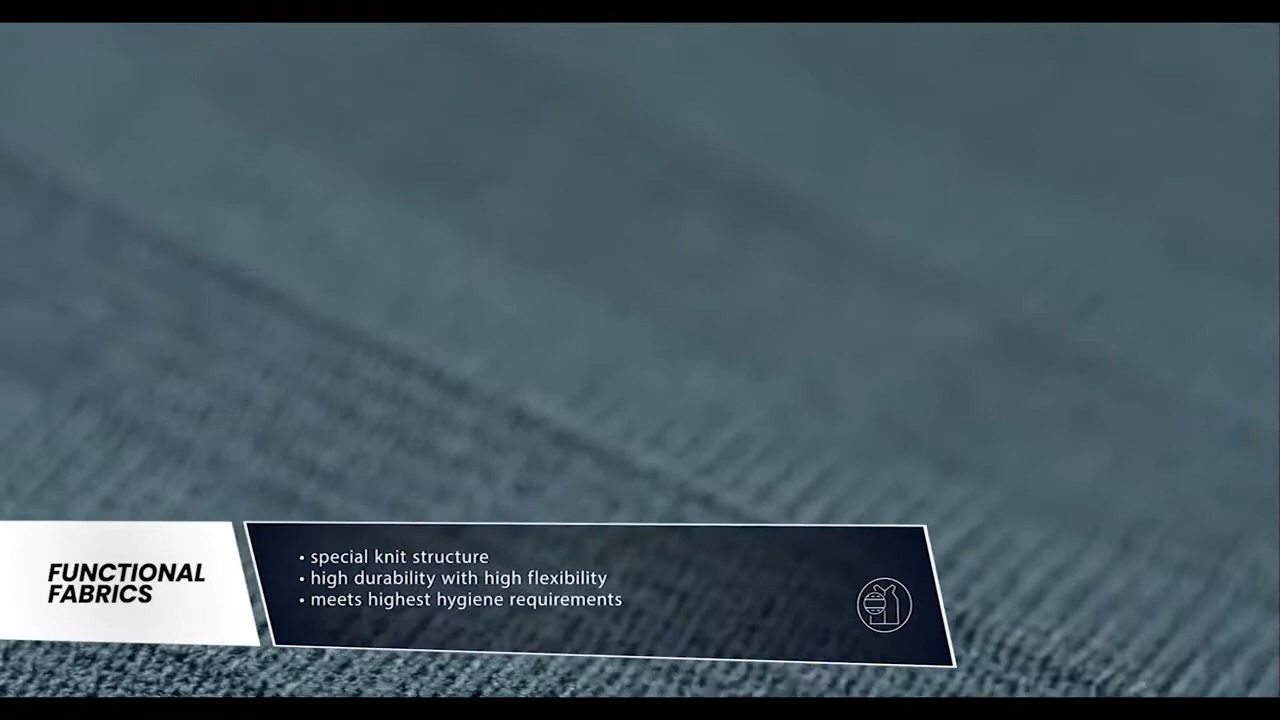 FUNCTIONAL
FABRICS
• special knit structure
• high durability with high flexibility
• meets highest hygiene requirements